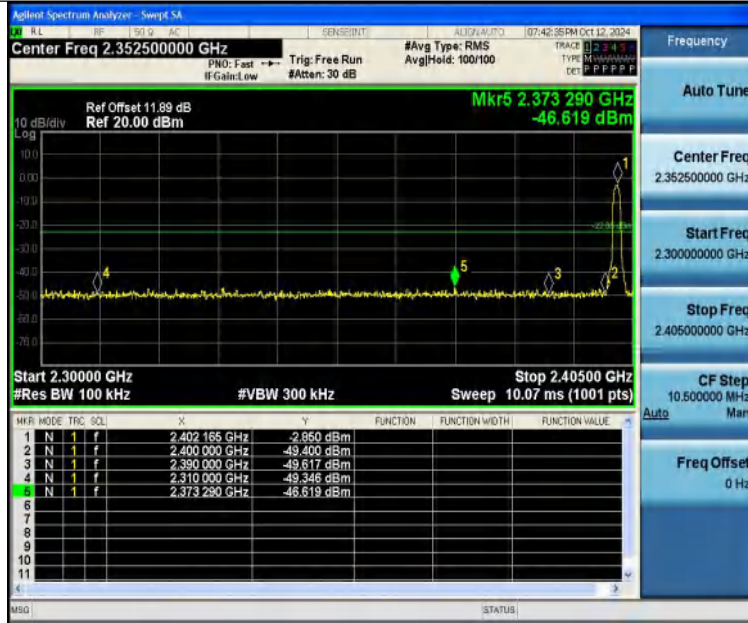 Agilent Spectrum Analyzer - Swept SA
RL RF 50 Ω AC SENSE:INT ALIGN AUTO 07:42:35 PM Oct 12, 2024
Center Freq 2.352500000 GHz
PNO: Fast
IFGain:Low
Trig: Free Run
#Atten: 30 dB
#Avg Type: RMS
Avg|Hold: 100/100
TRACE 1 2 3 4 5 6
TYPE M
DET P P P P P P
Mkr5 2.373 290 GHz
-46.619 dBm
Ref Offset 11.89 dB
10 dB/div Ref 20.00 dBm
Log
10.0
0.00
-10.0
-20.0
-30.0
-40.0
-50.0
-60.0
-70.0
1
2
3
4
5
Start 2.30000 GHz Stop 2.40500 GHz
#Res BW 100 kHz #VBW 300 kHz Sweep 10.07 ms (1001 pts)
MKR MODE TRC SCL X Y FUNCTION FUNCTION WIDTH FUNCTION VALUE
1 N 1 f 2.402 165 GHz -2.850 dBm
2 N 1 f 2.400 000 GHz -49.400 dBm
3 N 1 f 2.390 000 GHz -49.617 dBm
4 N 1 f 2.310 000 GHz -49.346 dBm
5 N 1 f 2.373 290 GHz -46.619 dBm
6
7
8
9
10
11
MSG STATUS
Frequency
Auto Tune
Center Freq
2.352500000 GHz
Start Freq
2.300000000 GHz
Stop Freq
2.405000000 GHz
CF Step
10.500000 MHz
Auto Man
Freq Offset
0 Hz